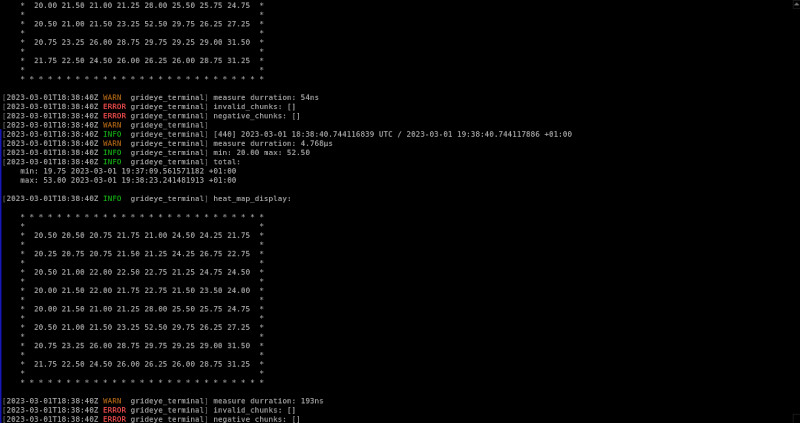 *  20.00 21.50 21.00 21.25 28.00 25.50 25.75 24.75  *
*                                                   *
*  20.50 21.00 21.50 23.25 52.50 29.75 26.25 27.25  *
*                                                   *
*  20.75 23.25 26.00 28.75 29.75 29.25 29.00 31.50  *
*                                                   *
*  21.75 22.50 24.50 26.00 26.25 26.00 28.75 31.25  *
*                                                   *
* * * * * * * * * * * * * * * * * * * * * * * * * * *
[2023-03-01T18:38:40Z WARN  grideye_terminal] measure durration: 54ns
[2023-03-01T18:38:40Z ERROR grideye_terminal] invalid_chunks: []
[2023-03-01T18:38:40Z ERROR grideye_terminal] negative_chunks: []
[2023-03-01T18:38:40Z WARN  grideye_terminal]
[2023-03-01T18:38:40Z INFO  grideye_terminal] [440] 2023-03-01 18:38:40.744116839 UTC / 2023-03-01 19:38:40.744117886 +01:00
[2023-03-01T18:38:40Z WARN  grideye_terminal] measure durration: 4.768µs
[2023-03-01T18:38:40Z INFO  grideye_terminal] min: 20.00 max: 52.50
[2023-03-01T18:38:40Z INFO  grideye_terminal] total:
min: 19.75 2023-03-01 19:37:09.561571182 +01:00
max: 53.00 2023-03-01 19:38:23.241481913 +01:00
[2023-03-01T18:38:40Z INFO  grideye_terminal] heat_map_display:
* * * * * * * * * * * * * * * * * * * * * * * * * * *
*                                                   *
*  20.50 20.50 20.75 21.75 21.00 24.50 24.25 21.75  *
*                                                   *
*  20.25 20.75 20.75 21.50 21.25 24.25 26.75 22.75  *
*                                                   *
*  20.50 21.00 22.00 22.50 22.75 21.25 24.75 24.50  *
*                                                   *
*  20.00 21.50 22.00 21.75 22.75 21.50 23.50 24.00  *
*                                                   *
*  20.00 21.50 21.00 21.25 28.00 25.50 25.75 24.75  *
*                                                   *
*  20.50 21.00 21.50 23.25 52.50 29.75 26.25 27.25  *
*                                                   *
*  20.75 23.25 26.00 28.75 29.75 29.25 29.00 31.50  *
*                                                   *
*  21.75 22.50 24.50 26.00 26.25 26.00 28.75 31.25  *
*                                                   *
* * * * * * * * * * * * * * * * * * * * * * * * * * *
[2023-03-01T18:38:40Z WARN  grideye_terminal] measure durration: 193ns
[2023-03-01T18:38:40Z ERROR grideye_terminal] invalid_chunks: []
[2023-03-01T18:38:40Z ERROR grideye_terminal] negative_chunks: []